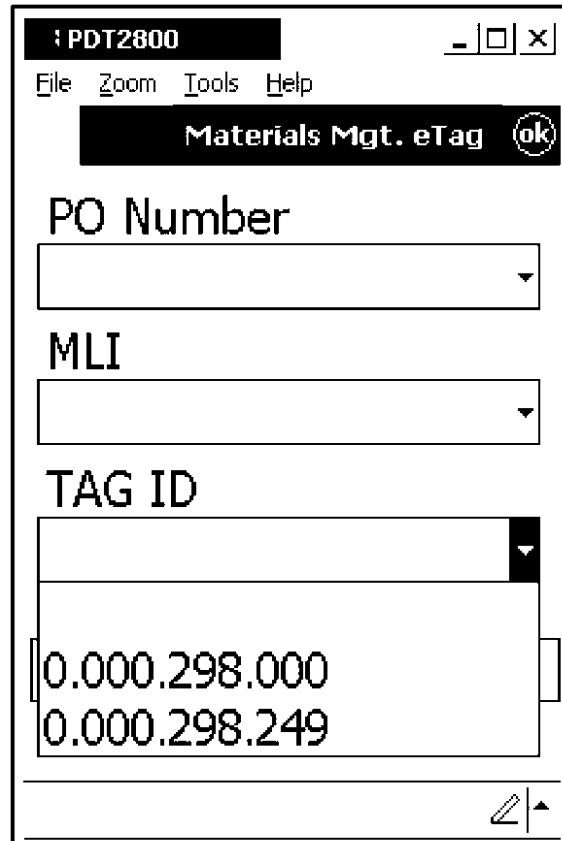 PDT2800
File Zoom Tools Help
Materials Mgt. eTag ok
PO Number
MLI
TAG ID
0.000.298.000
0.000.298.249